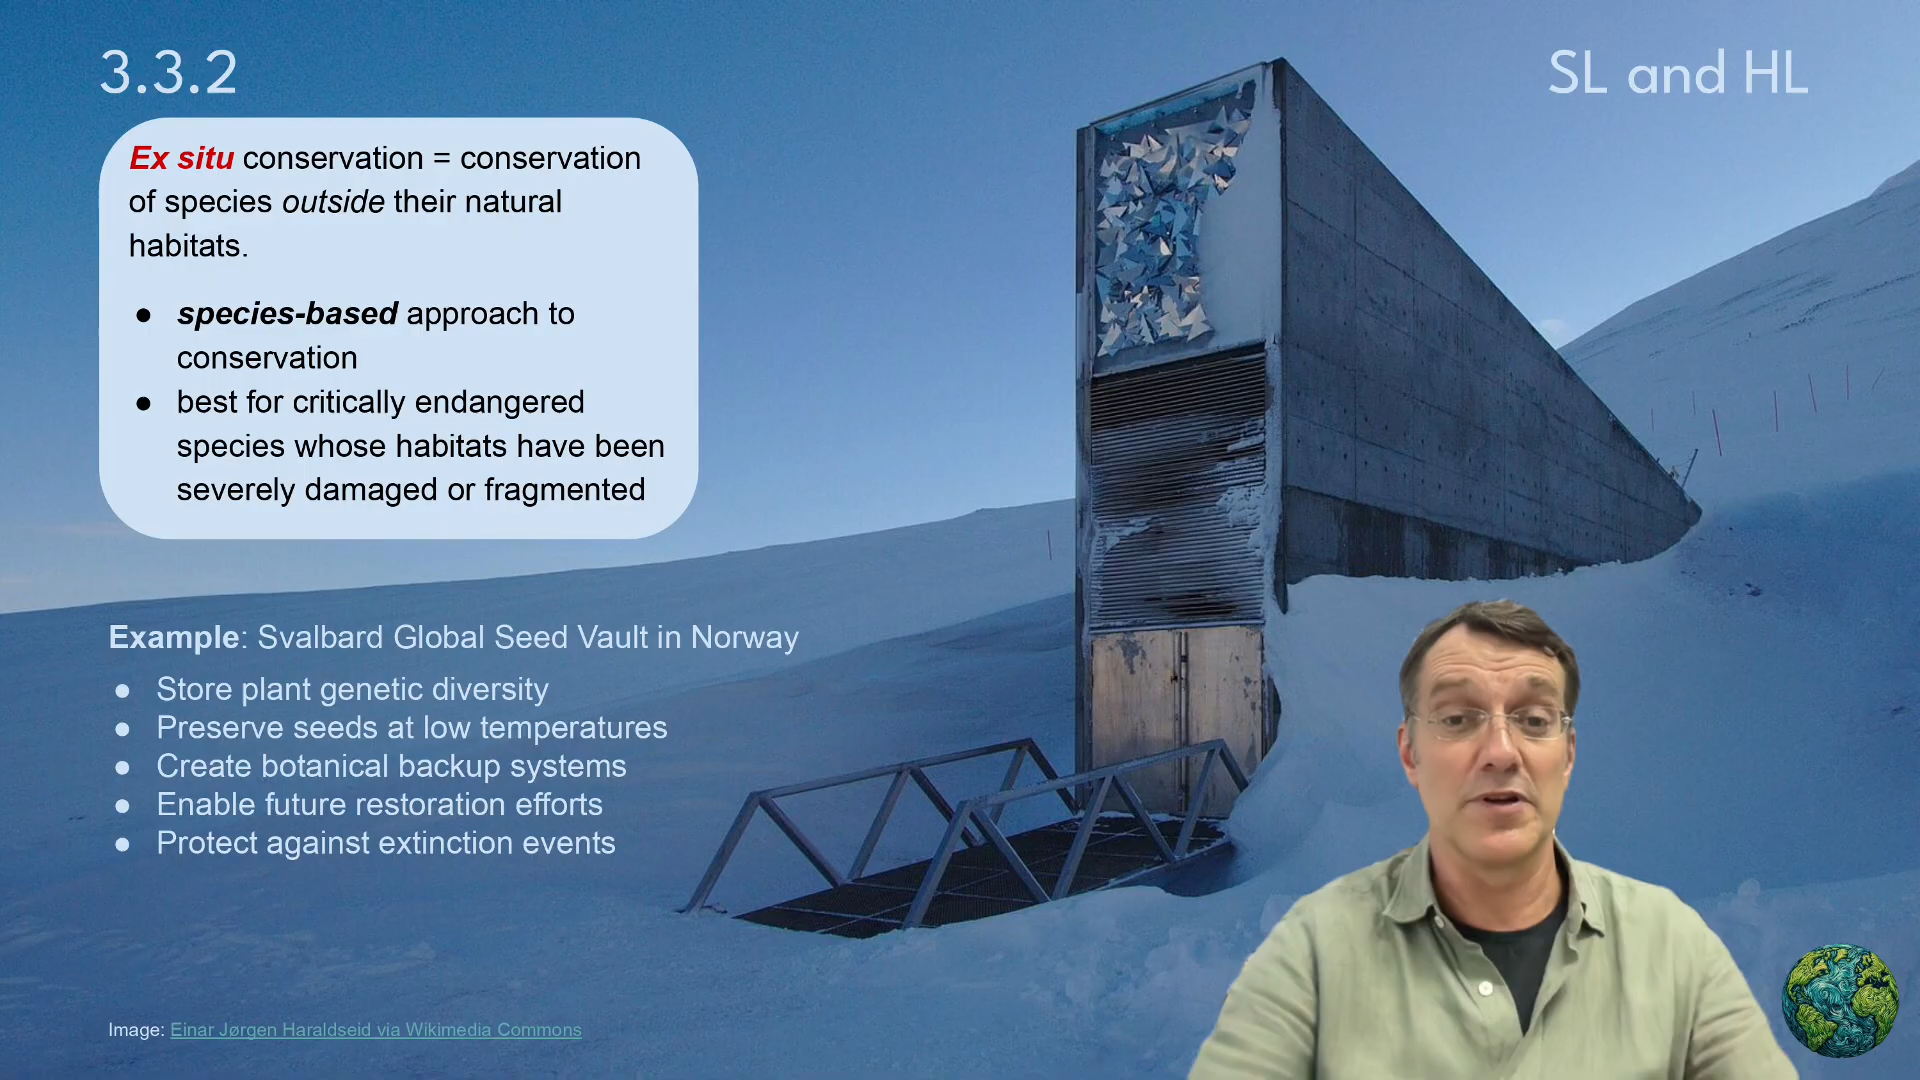 3.3.2
SL and HL
Ex situ conservation = conservation
of species outside their natural
habitats.
● species-based approach to
conservation
● best for critically endangered
species whose habitats have been
severely damaged or fragmented
Example: Svalbard Global Seed Vault in Norway
● Store plant genetic diversity
● Preserve seeds at low temperatures
● Create botanical backup systems
● Enable future restoration efforts
● Protect against extinction events
Image: Einar Jørgen Haraldseid via Wikimedia Commons